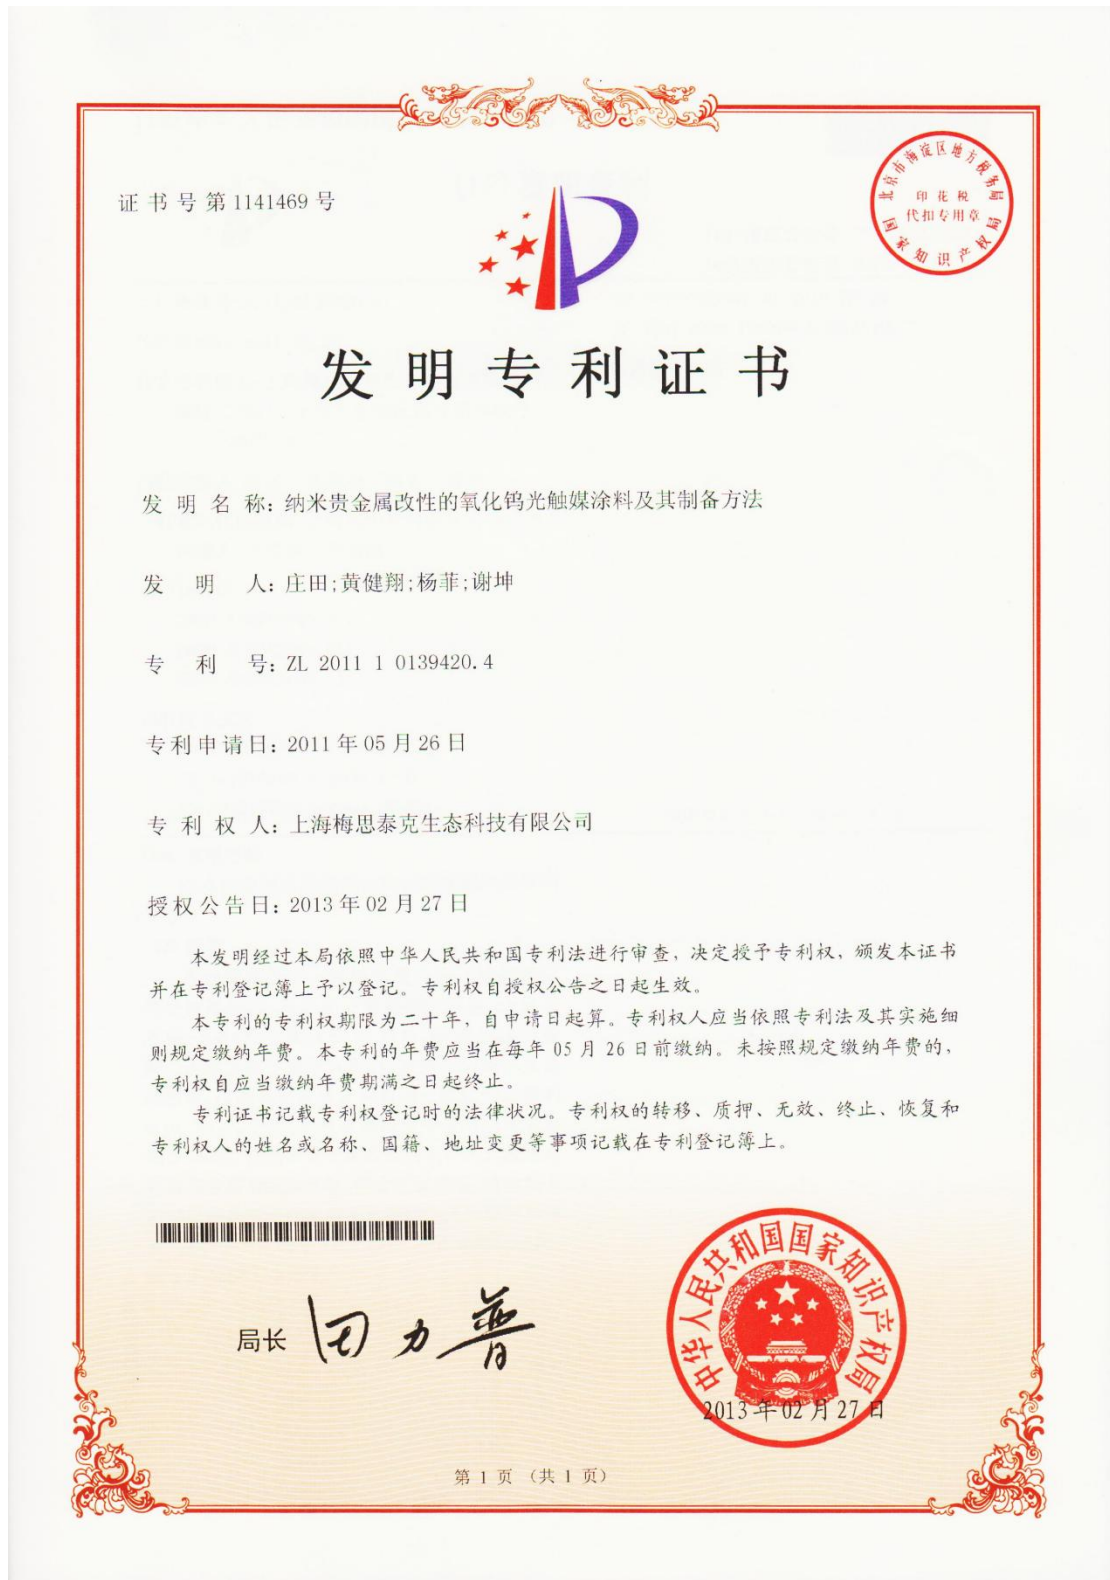 证书号第1141469号
北京市海淀区地方税务局
印花税
代扣专用章
国家知识产权局
发明专利证书
发明名称：纳米贵金属改性的氧化钨光触媒涂料及其制备方法
发明人：庄田;黄健翔;杨菲;谢坤
专利号：ZL 2011 1 0139420.4
专利申请日：2011年05月26日
专利权人：上海梅思泰克生态科技有限公司
授权公告日：2013年02月27日
本发明经过本局依照中华人民共和国专利法进行审查，决定授予专利权，颁发本证书
并在专利登记簿上予以登记。专利权自授权公告之日起生效。
本专利的专利权期限为二十年，自申请日起算。专利权人应当依照专利法及其实施细
则规定缴纳年费。本专利的年费应当在每年05月26日前缴纳。未按照规定缴纳年费的，
专利权自应当缴纳年费期满之日起终止。
专利证书记载专利权登记时的法律状况。专利权的转移、质押、无效、终止、恢复和
专利权人的姓名或名称、国籍、地址变更等事项记载在专利登记簿上。
局长 田力普
中华人民共和国国家知识产权局
2013年02月27日
第1页（共1页）